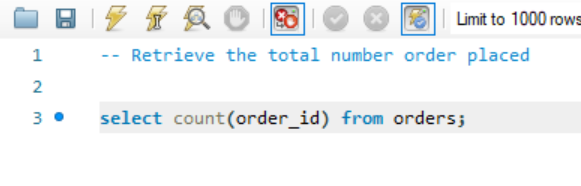 Limit to 1000 rows
1 -- Retrieve the total number order placed
2
3 select count(order_id) from orders;